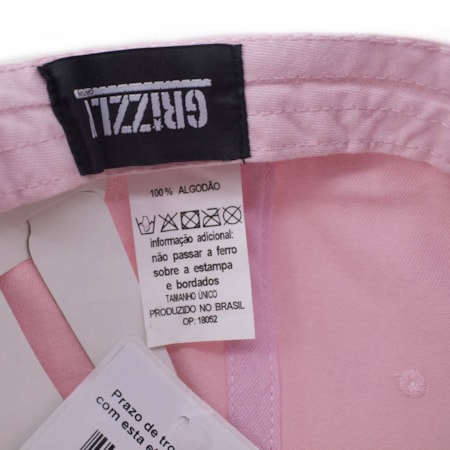 GRIZZLY
100% ALGODÃO
informação adicional:
não passar a ferro
sobre a estampa
e bordados
TAMANHO ÚNICO
PRODUZIDO NO BRASIL
OP: 18052
Prazo de tro
com esta e